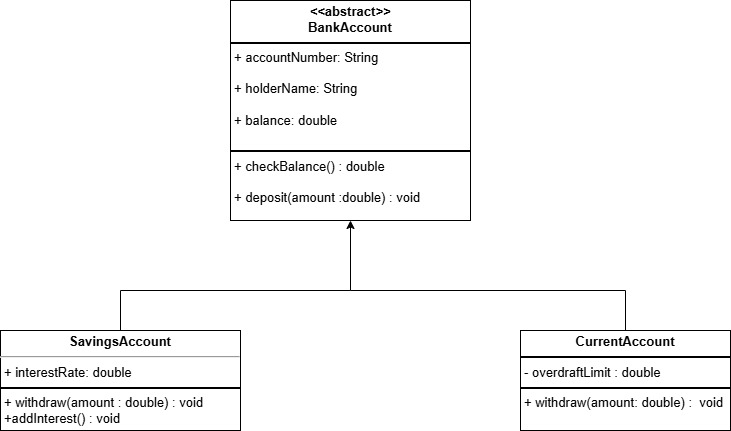 <<abstract>>
BankAccount
+ accountNumber: String
+ holderName: String
+ balance: double
+ checkBalance() : double
+ deposit(amount :double) : void
SavingsAccount
+ interestRate: double
+ withdraw(amount : double) : void
+addInterest() : void
CurrentAccount
- overdraftLimit : double
+ withdraw(amount: double) :  void